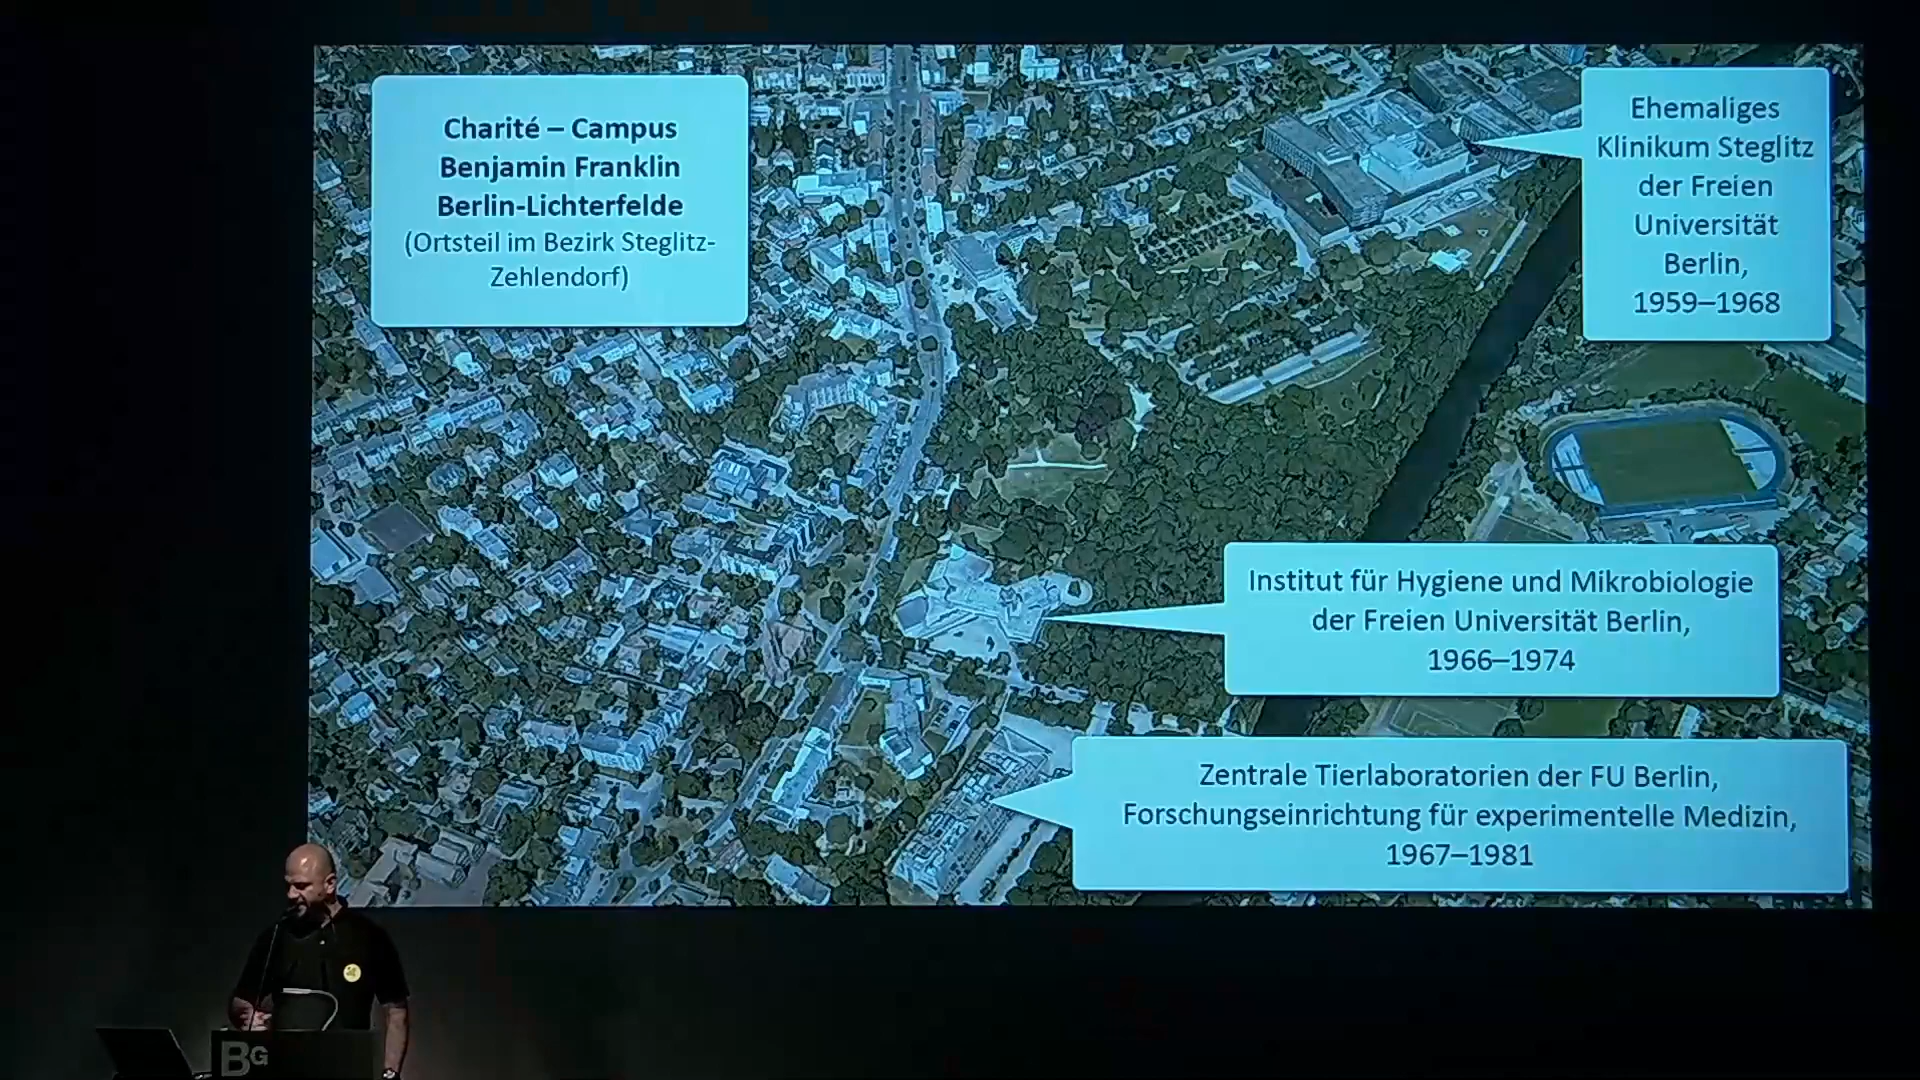 Charité – Campus
Benjamin Franklin
Berlin-Lichterfelde
(Ortsteil im Bezirk Steglitz-
Zehlendorf)
Ehemaliges
Klinikum Steglitz
der Freien
Universität
Berlin,
1959–1968
Institut für Hygiene und Mikrobiologie
der Freien Universität Berlin,
1966–1974
Zentrale Tierlaboratorien der FU Berlin,
Forschungseinrichtung für experimentelle Medizin,
1967–1981
BG